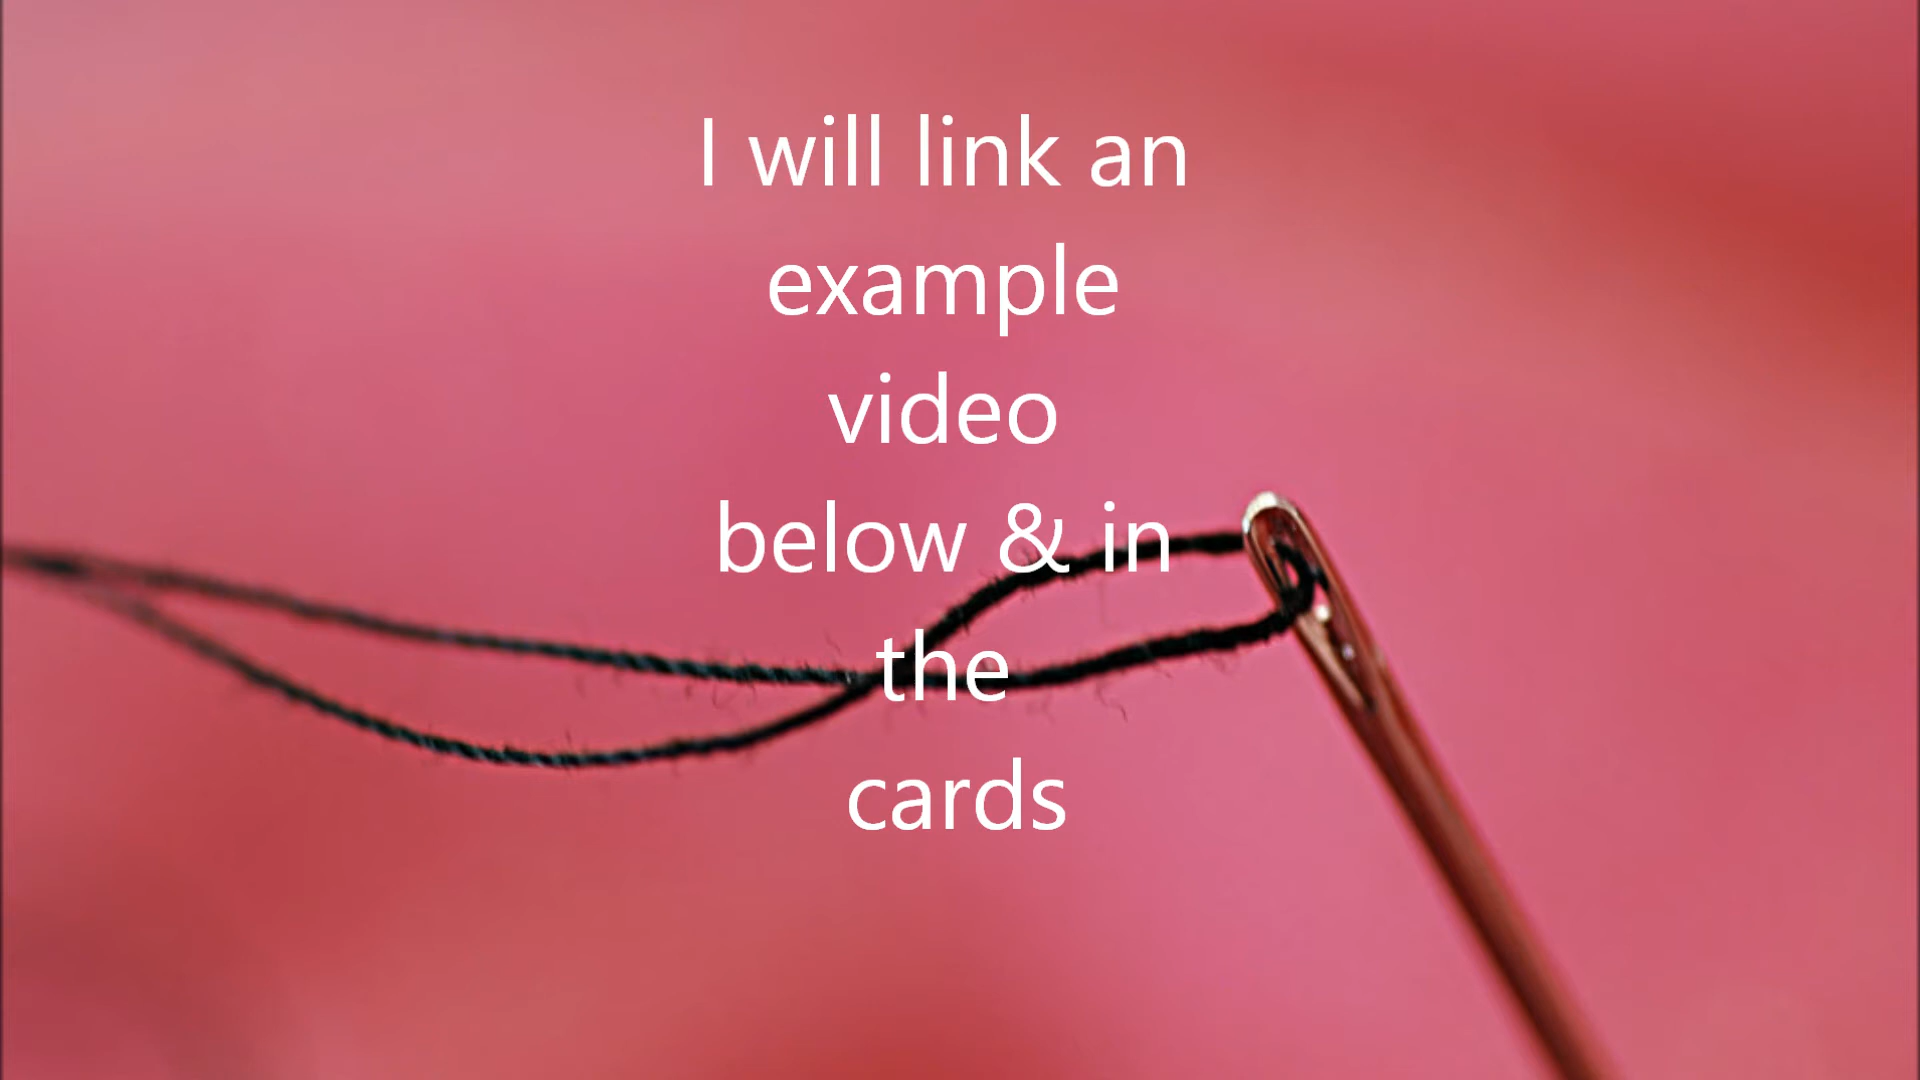 I will link an
example
video
below & in
the
cards